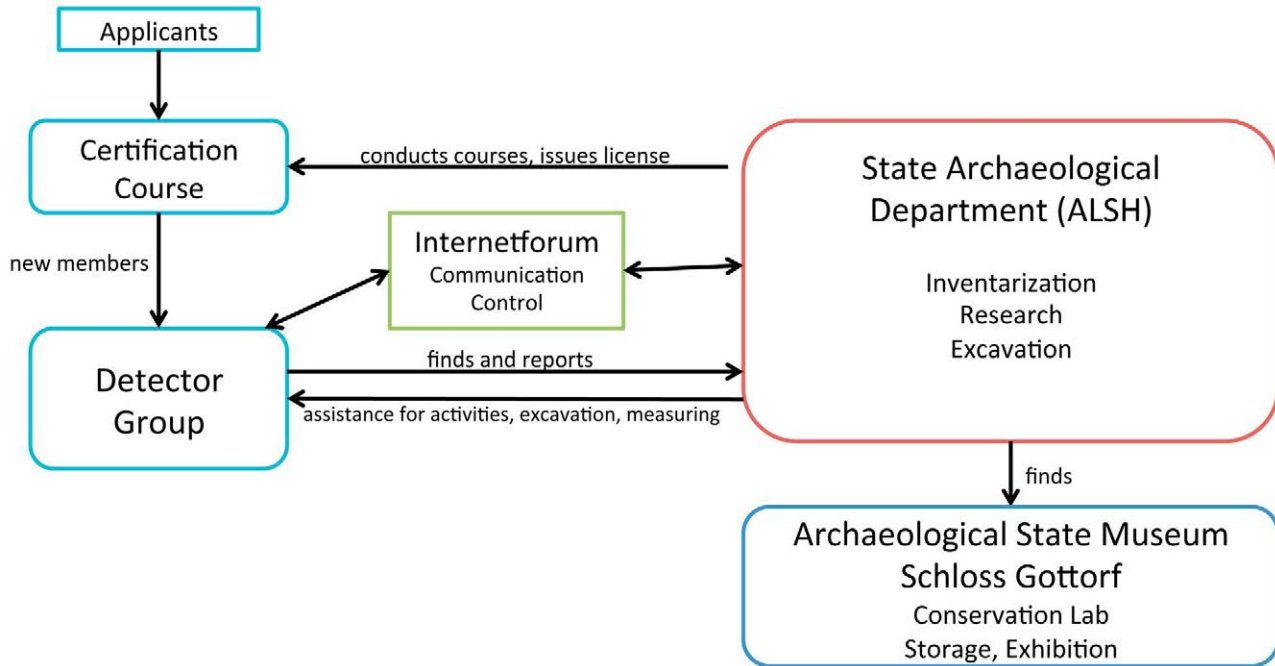 Applicants
Certification
Course
conducts courses, issues license
State Archaeological
Department (ALSH)
Inventarization
Research
Excavation
new members
Internetforum
Communication
Control
Detector
Group
finds and reports
assistance for activities, excavation, measuring
finds
Archaeological State Museum
Schloss Gottorf
Conservation Lab
Storage, Exhibition